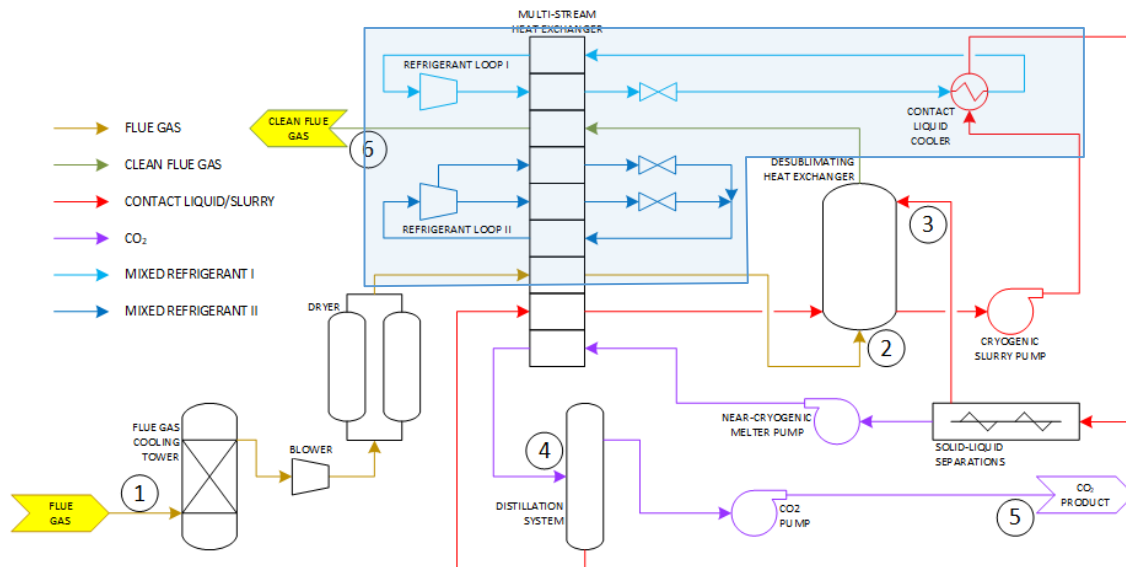 MULTI-STREAM
HEAT EXCHANGER
REFRIGERANT LOOP I
CLEAN FLUE
GAS
6
CONTACT
LIQUID
COOLER
FLUE GAS
CLEAN FLUE GAS
CONTACT LIQUID/SLURRY
CO₂
MIXED REFRIGERANT I
MIXED REFRIGERANT II
DESUBLIMATING
HEAT EXCHANGER
REFRIGERANT LOOP II
3
DRYER
2
CRYOGENIC
SLURRY PUMP
FLUE GAS
COOLING
TOWER
BLOWER
NEAR-CRYOGENIC
MELTER PUMP
SOLID-LIQUID
SEPARATIONS
4
1
FLUE
GAS
DISTILLATION
SYSTEM
CO2
PUMP
5
CO₂
PRODUCT